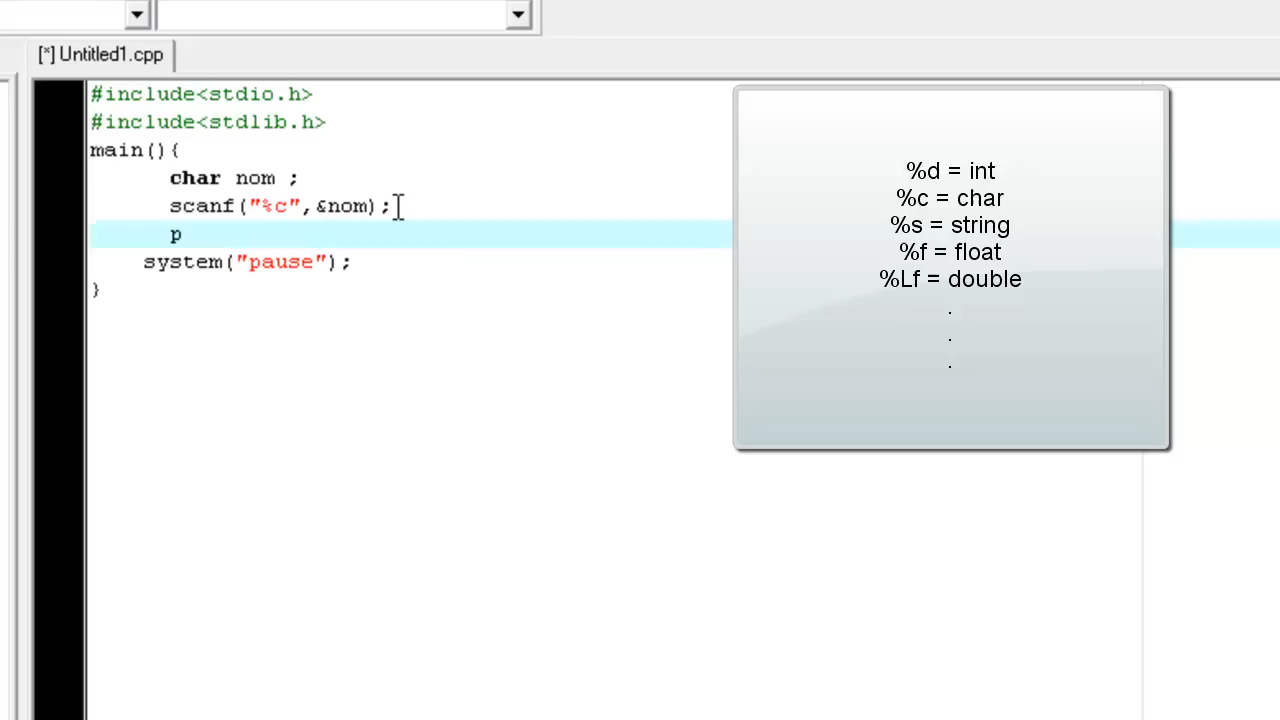 [*] Untitled1.cpp
#include<stdio.h>
#include<stdlib.h>
main(){
char nom ;
scanf("%c",&nom);
p
system("pause");
}
%d = int
%c = char
%s = string
%f = float
%Lf = double
.
.
.